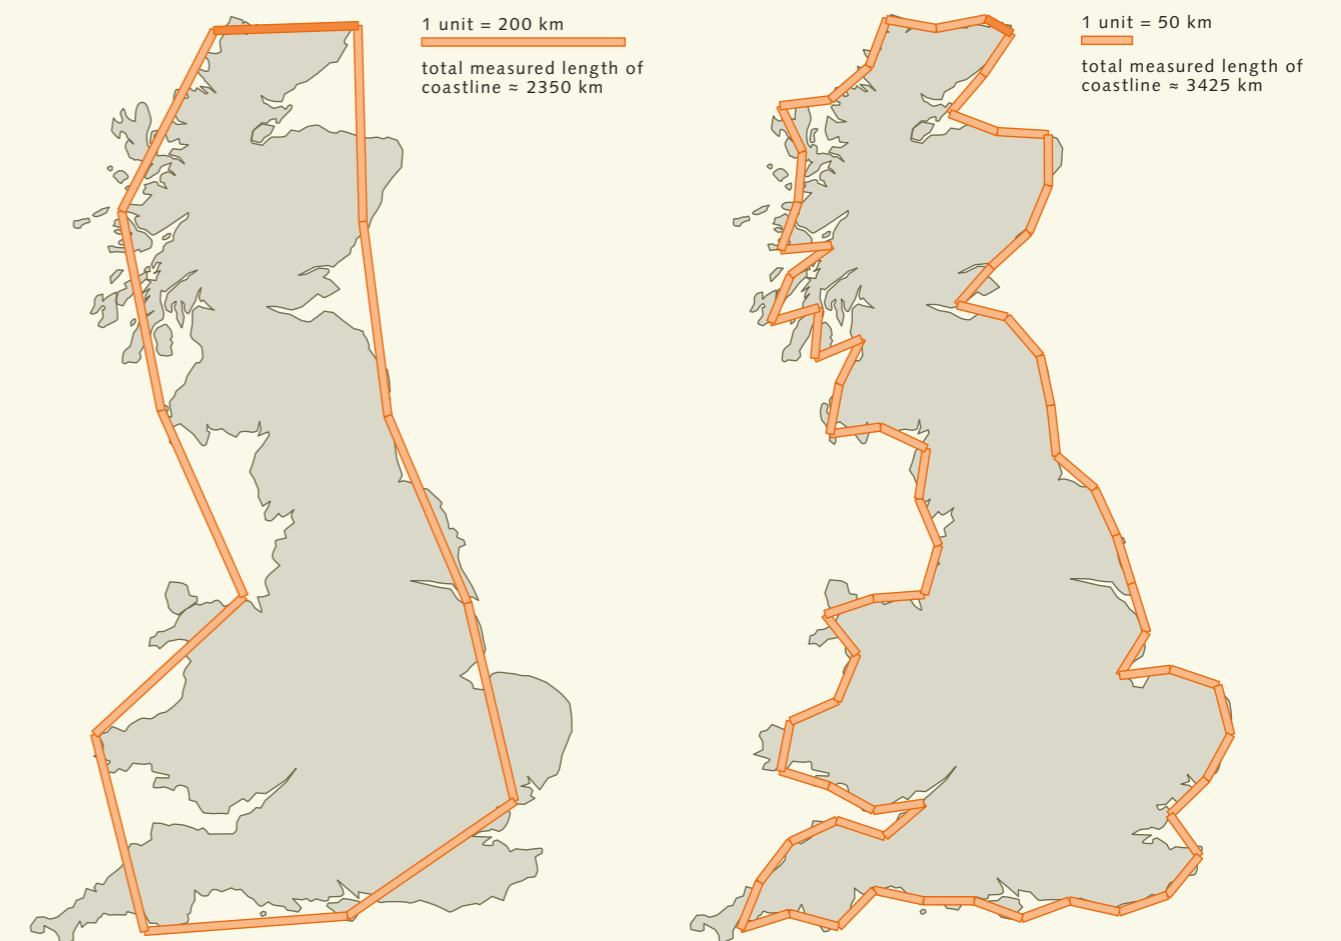 1 unit = 200 km
total measured length of
coastline ≈ 2350 km
1 unit = 50 km
total measured length of
coastline ≈ 3425 km